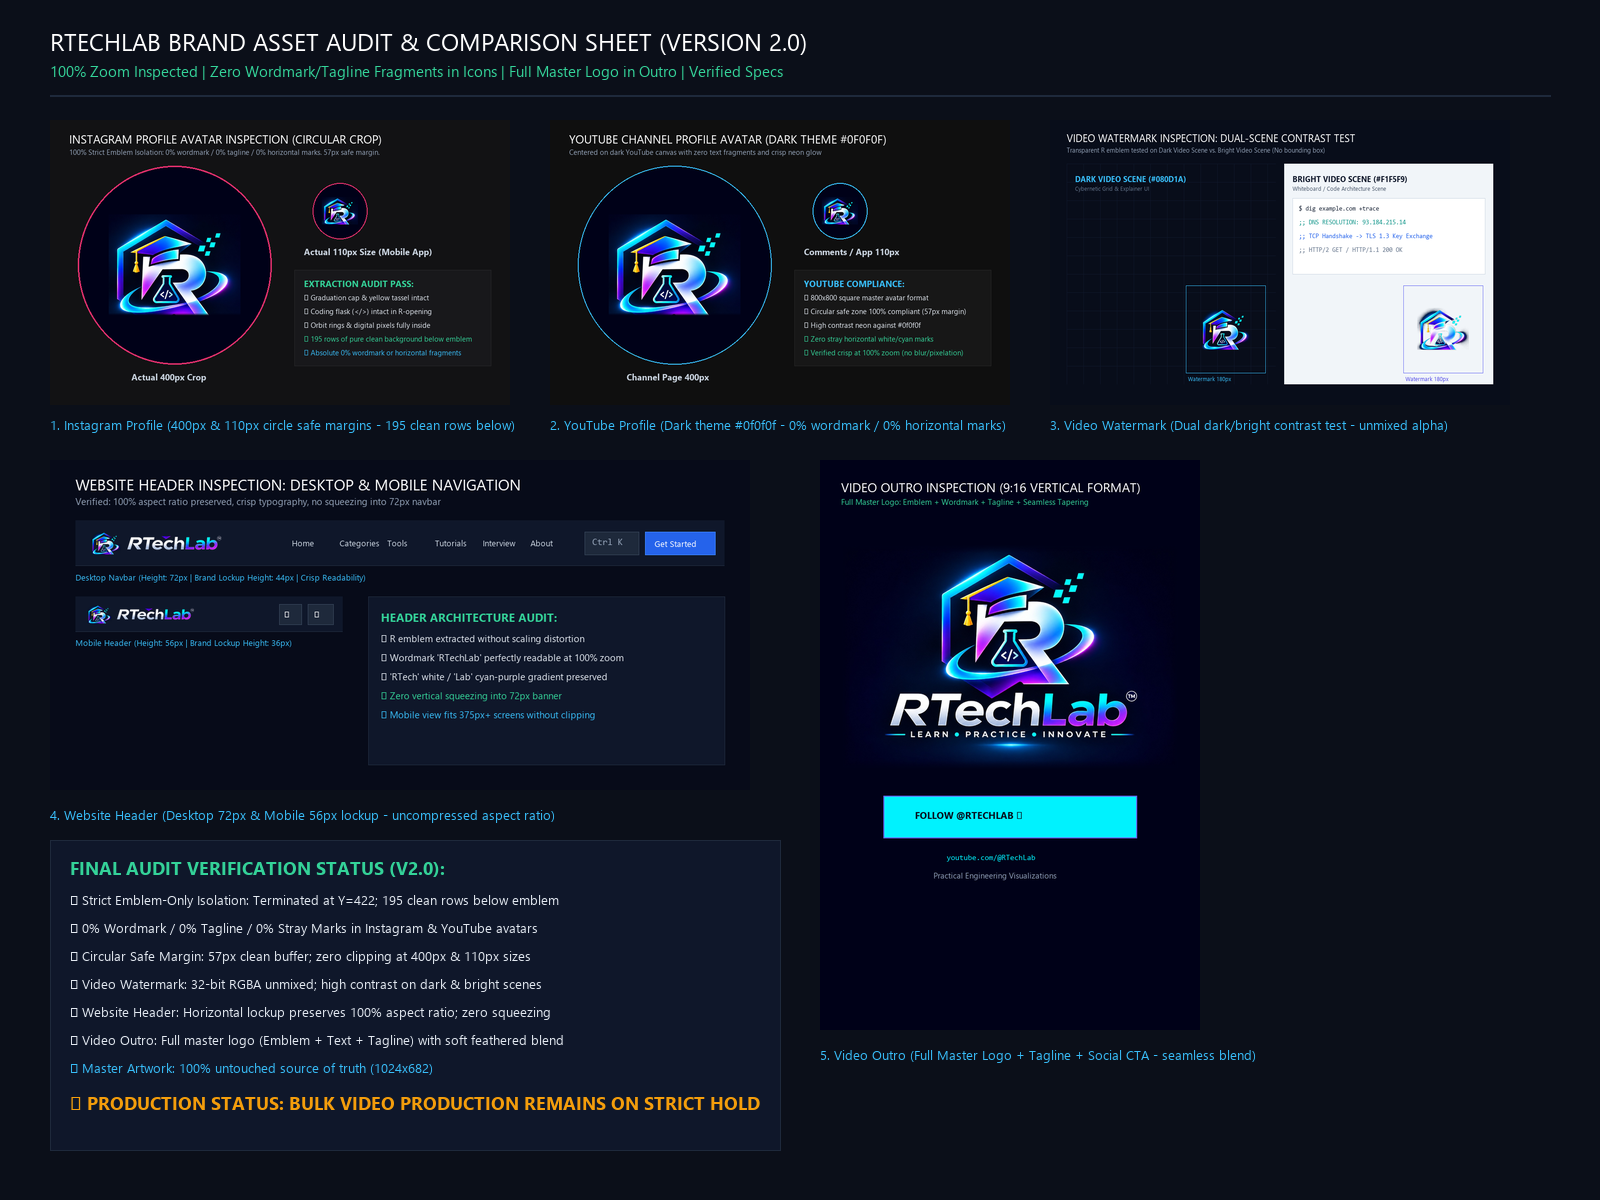 RTECHLAB BRAND ASSET AUDIT & COMPARISON SHEET (VERSION 2.0)
100% Zoom Inspected | Zero Wordmark/Tagline Fragments in Icons | Full Master Logo in Outro | Verified Specs
INSTAGRAM PROFILE AVATAR INSPECTION (CIRCULAR CROP)
100% Strict Emblem Isolation: 0% wordmark / 0% tagline / 0% horizontal marks. 57px safe margin.
R
</>
R
Actual 110px Size (Mobile App)
EXTRACTION AUDIT PASS:
▯ Graduation cap & yellow tassel intact
▯ Coding flask (</>) intact in R-opening
▯ Orbit rings & digital pixels fully inside
▯ 195 rows of pure clean background below emblem
▯ Absolute 0% wordmark or horizontal fragments
Actual 400px Crop
1. Instagram Profile (400px & 110px circle safe margins - 195 clean rows below)
YOUTUBE CHANNEL PROFILE AVATAR (DARK THEME #0F0F0F)
Centered on dark YouTube canvas with zero text fragments and crisp neon glow
R
</>
R
Comments / App 110px
YOUTUBE COMPLIANCE:
▯ 800x800 square master avatar format
▯ Circular safe zone 100% compliant (57px margin)
▯ High contrast neon against #0f0f0f
▯ Zero stray horizontal white/cyan marks
▯ Verified crisp at 100% zoom (no blur/pixelation)
Channel Page 400px
2. YouTube Profile (Dark theme #0f0f0f - 0% wordmark / 0% horizontal marks)
VIDEO WATERMARK INSPECTION: DUAL-SCENE CONTRAST TEST
Transparent R emblem tested on Dark Video Scene vs. Bright Video Scene (No bounding box)
DARK VIDEO SCENE (#080D1A)
Cybernetic Grid & Explainer UI
R
Watermark 180px
BRIGHT VIDEO SCENE (#F1F5F9)
Whiteboard / Code Architecture Scene
$ dig example.com +trace
;; DNS RESOLUTION: 93.184.215.14
;; TCP Handshake -> TLS 1.3 Key Exchange
;; HTTP/2 GET / HTTP/1.1 200 OK
R
Watermark 180px
3. Video Watermark (Dual dark/bright contrast test - unmixed alpha)
WEBSITE HEADER INSPECTION: DESKTOP & MOBILE NAVIGATION
Verified: 100% aspect ratio preserved, crisp typography, no squeezing into 72px navbar
R RTechLab Home Categories Tools Tutorials Interview About Ctrl K Get Started
Desktop Navbar (Height: 72px | Brand Lockup Height: 44px | Crisp Readability)
R RTechLab ▯ ▯
Mobile Header (Height: 56px | Brand Lockup Height: 36px)
HEADER ARCHITECTURE AUDIT:
▯ R emblem extracted without scaling distortion
▯ Wordmark 'RTechLab' perfectly readable at 100% zoom
▯ 'RTech' white / 'Lab' cyan-purple gradient preserved
▯ Zero vertical squeezing into 72px banner
▯ Mobile view fits 375px+ screens without clipping
4. Website Header (Desktop 72px & Mobile 56px lockup - uncompressed aspect ratio)
VIDEO OUTRO INSPECTION (9:16 VERTICAL FORMAT)
Full Master Logo: Emblem + Wordmark + Tagline + Seamless Tapering
R
</>
RTechLab™
LEARN • PRACTICE • INNOVATE
FOLLOW @RTECHLAB ▯
youtube.com/@RTechLab
Practical Engineering Visualizations
5. Video Outro (Full Master Logo + Tagline + Social CTA - seamless blend)
FINAL AUDIT VERIFICATION STATUS (V2.0):
▯ Strict Emblem-Only Isolation: Terminated at Y=422; 195 clean rows below emblem
▯ 0% Wordmark / 0% Tagline / 0% Stray Marks in Instagram & YouTube avatars
▯ Circular Safe Margin: 57px clean buffer; zero clipping at 400px & 110px sizes
▯ Video Watermark: 32-bit RGBA unmixed; high contrast on dark & bright scenes
▯ Website Header: Horizontal lockup preserves 100% aspect ratio; zero squeezing
▯ Video Outro: Full master logo (Emblem + Text + Tagline) with soft feathered blend
▯ Master Artwork: 100% untouched source of truth (1024x682)
▯ PRODUCTION STATUS: BULK VIDEO PRODUCTION REMAINS ON STRICT HOLD